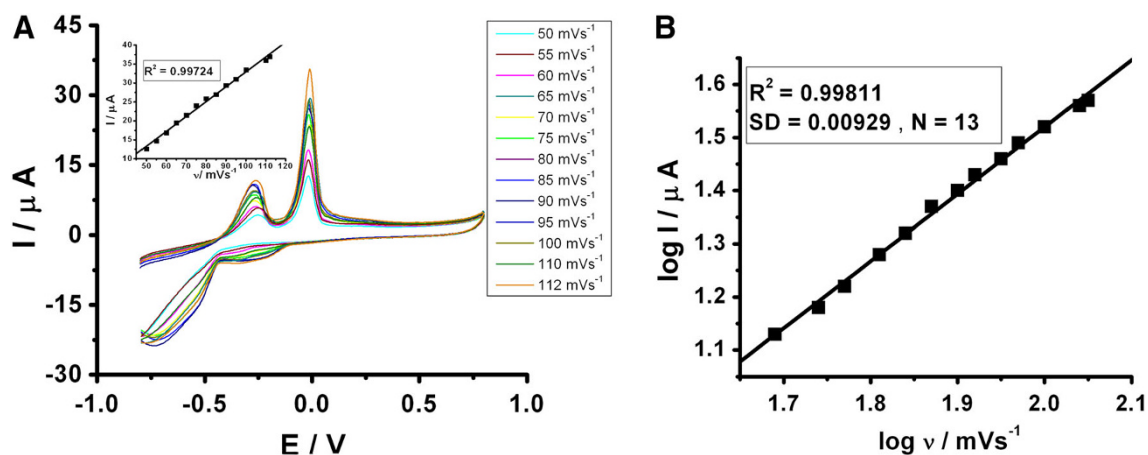 A
45
30
15
0
-15
-30
I / μ A
-1.0
-0.5
0.0
0.5
1.0
E / V
40
35
30
25
20
15
10
I / μ A
R² = 0.99724
50 60 70 80 90 100 110 120
ν/ mVs⁻¹
50 mVs⁻¹
55 mVs⁻¹
60 mVs⁻¹
65 mVs⁻¹
70 mVs⁻¹
75 mVs⁻¹
80 mVs⁻¹
85 mVs⁻¹
90 mVs⁻¹
95 mVs⁻¹
100 mVs⁻¹
110 mVs⁻¹
112 mVs⁻¹
B
R² = 0.99811
SD = 0.00929 , N = 13
1.6
1.5
1.4
1.3
1.2
1.1
log I / μ A
1.7 1.8 1.9 2.0 2.1
log ν / mVs⁻¹